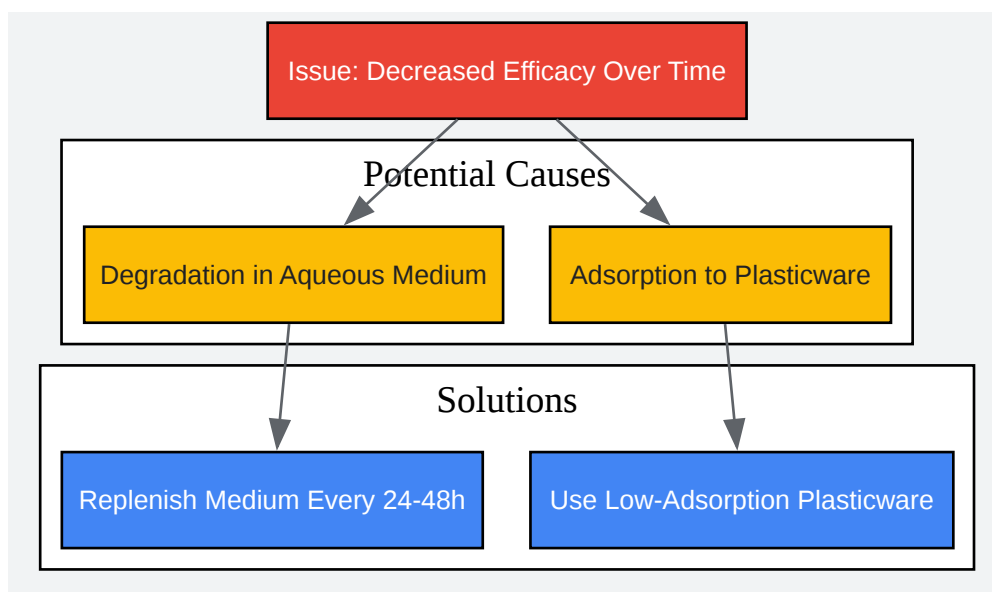 Issue: Decreased Efficacy Over Time
Potential Causes
Degradation in Aqueous Medium
Adsorption to Plasticware
Solutions
Replenish Medium Every 24-48h
Use Low-Adsorption Plasticware